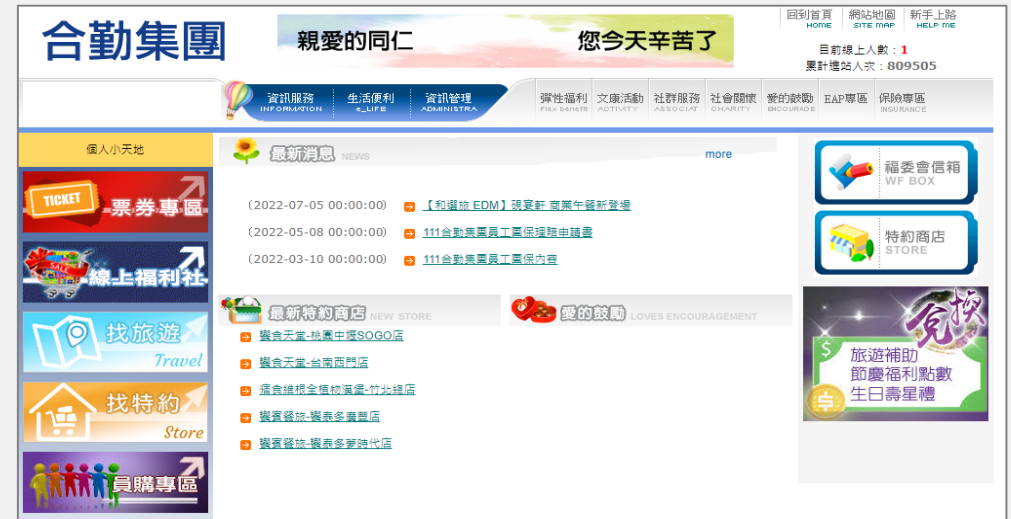 合勤集團
親愛的同仁 您今天辛苦了
回到首頁 網站地圖 新手上路
HOME SITE MAP HELP ME
目前線上人數：1
累計進站人次：809505
資訊服務 生活便利 資訊管理 彈性福利 文康活動 社群服務 社會關懷 愛的鼓勵 EAP專區 保險專區
INFORMATION e_LIFE ADMINISTRA Flex benefit ACTIVITY ASSOCIAT CHARITY ENCOURAGE INSURANCE
個人小天地
最新消息 NEWS more
(2022-07-05 00:00:00) 【和選旅 EDM】硯宴軒 商業午餐新登場
(2022-05-08 00:00:00) 111合勤集團員工團保理賠申請書
(2022-03-10 00:00:00) 111合勤集團員工團保內容
TICKET
票券專區
SALE
線上福利社
找旅遊
Travel
找特約
Store
員購專區
最新特約商店 NEW STORE
饗食天堂-桃園中壢SOGO店
饗食天堂-台南西門店
痞食維根全植物漢堡-竹北總店
饗賓餐旅-饗泰多廣豐店
饗賓餐旅-饗泰多夢時代店
愛的鼓勵 LOVES ENCOURAGEMENT
福委會信箱
WF BOX
特約商店
STORE
兌換
旅遊補助
節慶福利點數
生日壽星禮